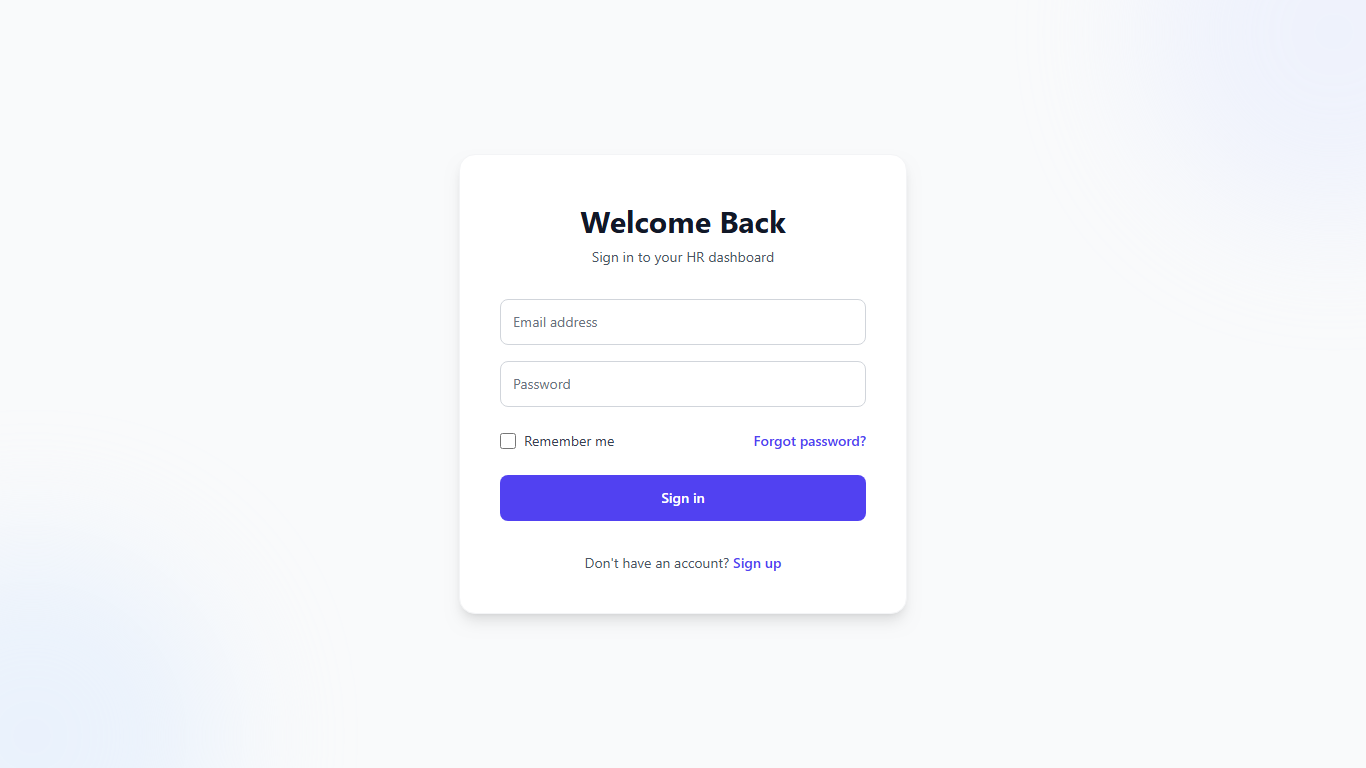 Welcome Back
Sign in to your HR dashboard
Email address
Password
Remember me Forgot password?
Sign in
Don't have an account? Sign up